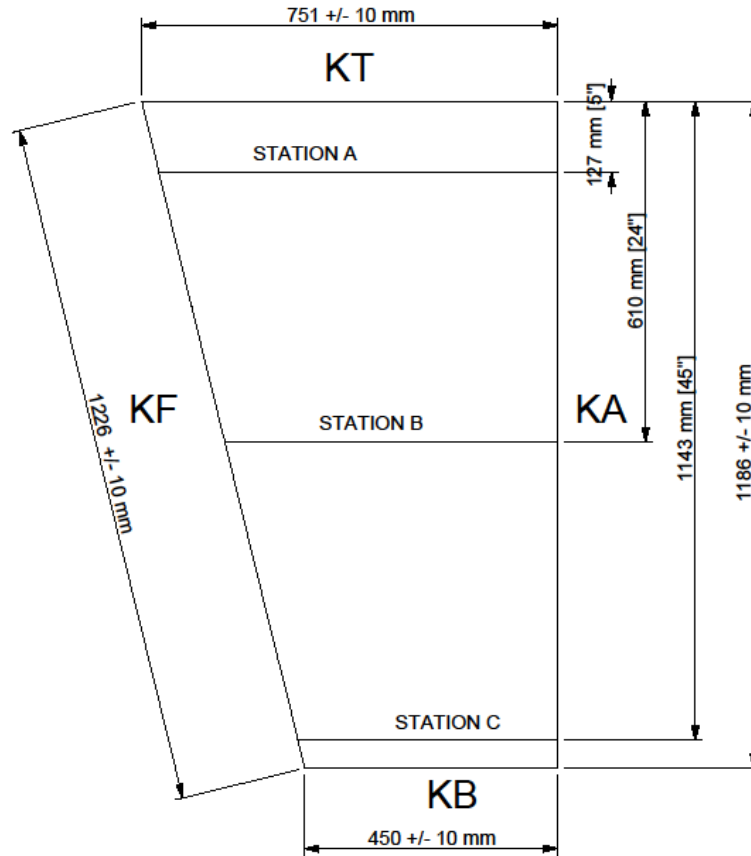 751 +/- 10 mm
KT
127 mm [5"]
STATION A
610 mm [24"]
1226 +/- 10 mm
KF
STATION B
KA
1143 mm [45"]
1186 +/- 10 mm
STATION C
KB
450 +/- 10 mm